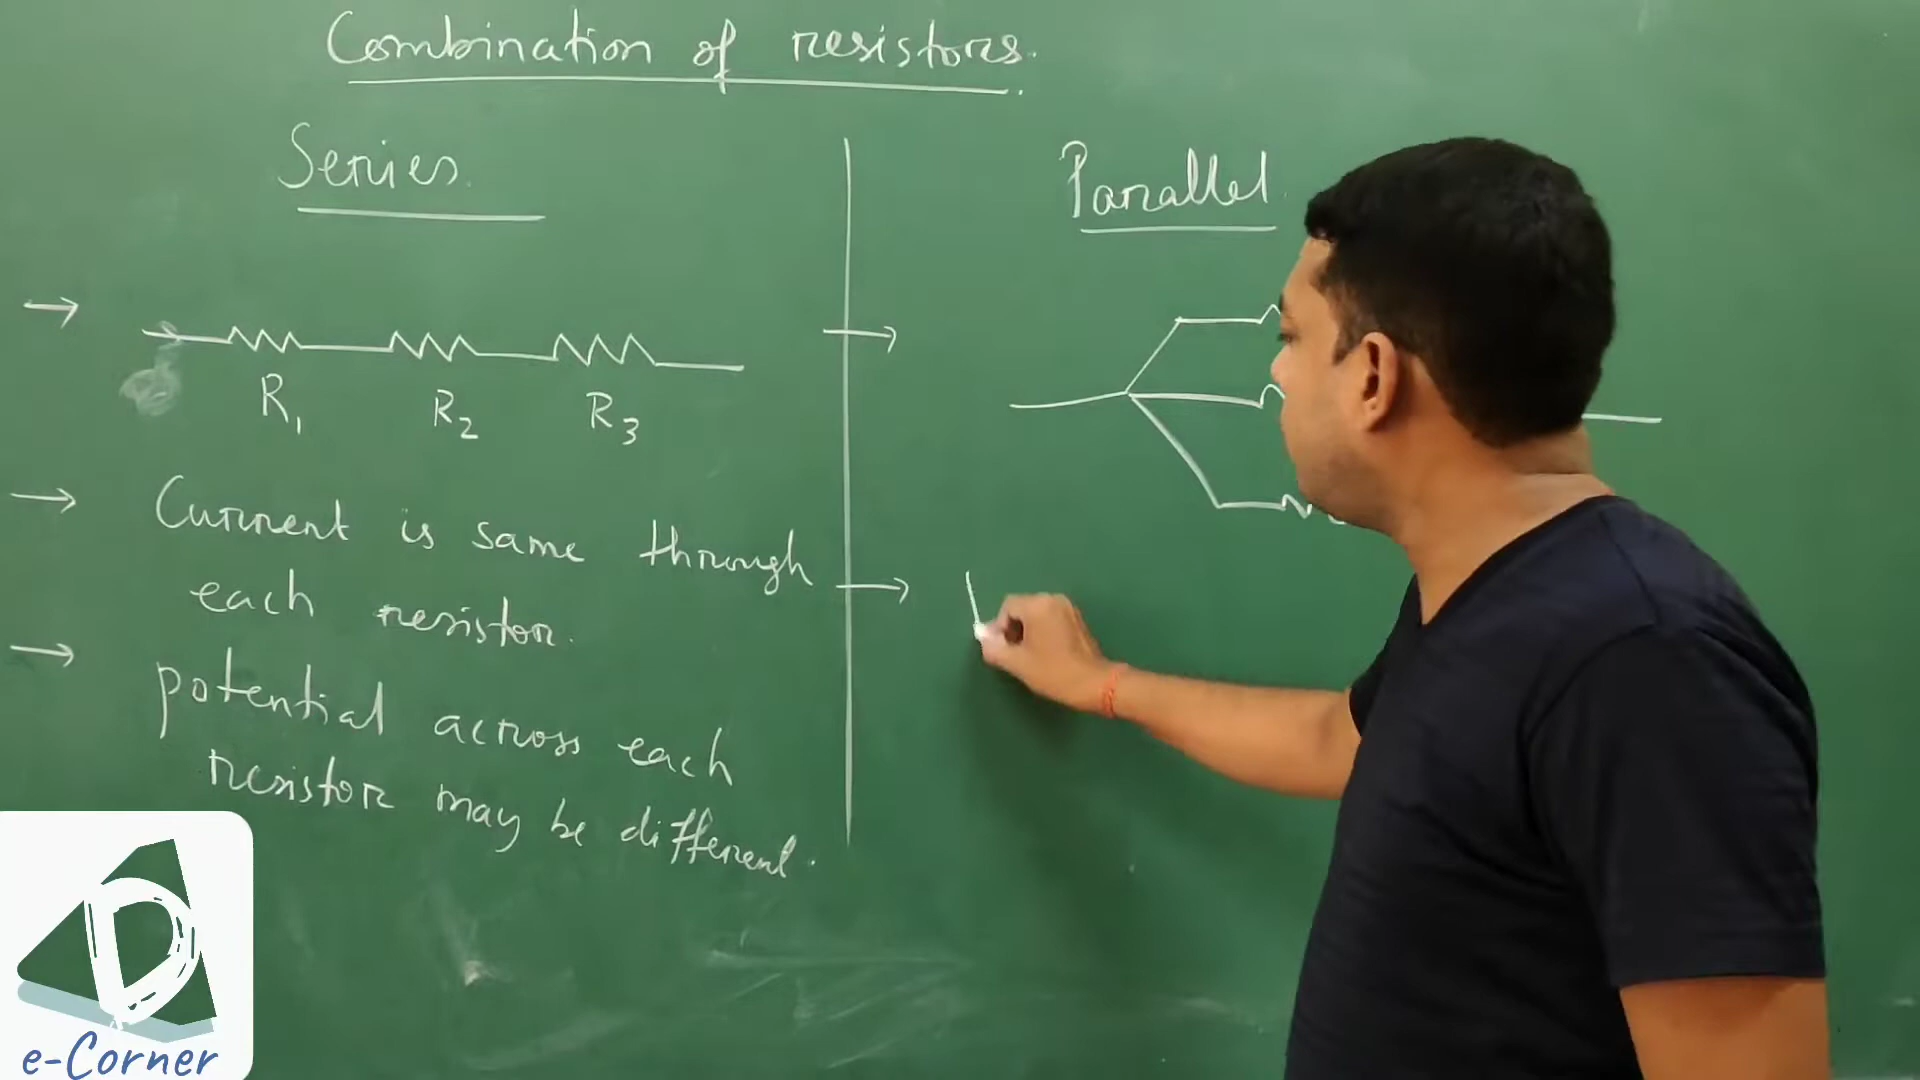 Combination of resistors.
Series.
Parallel.
→
R1 R2 R3
→
→ Current is same through
each resistor.
→ potential across each
resistor may be different.
→
D
e-Corner